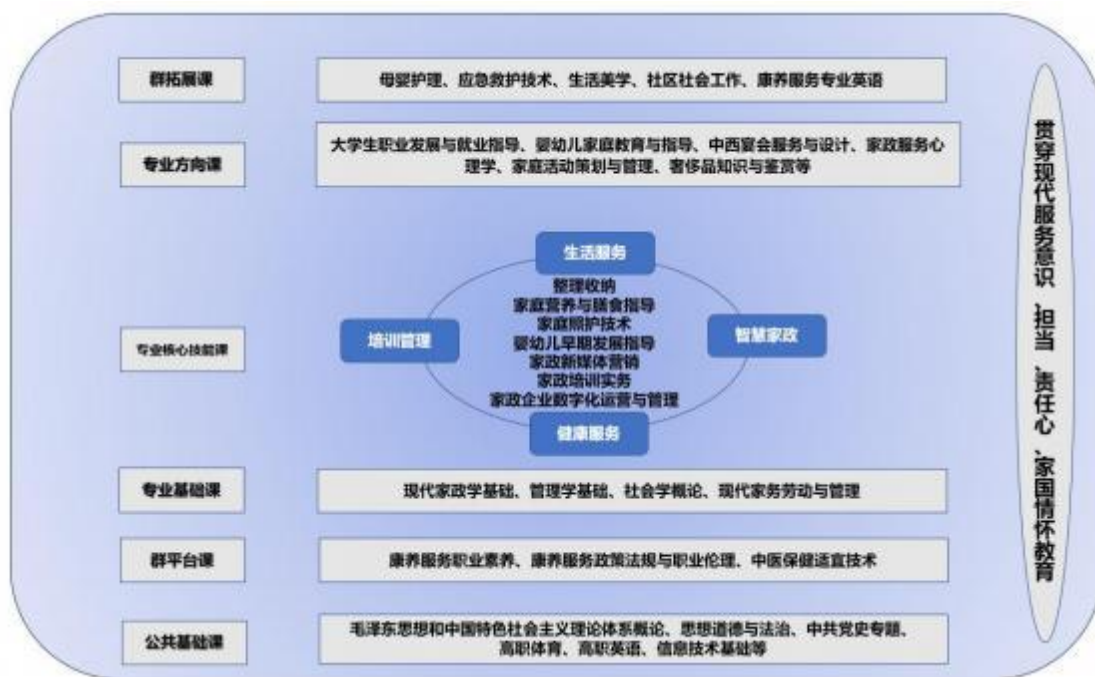 群拓展课
母婴护理、应急救护技术、生活美学、社区社会工作、康养服务专业英语
专业方向课
大学生职业发展与就业指导、婴幼儿家庭教育与指导、中西宴会服务与设计、家政服务心
理学、家庭活动策划与管理、奢侈品知识与鉴赏等
专业核心技能课
生活服务
培训管理
智慧家政
健康服务
整理收纳
家庭营养与膳食指导
家庭照护技术
婴幼儿早期发展指导
家政新媒体营销
家政培训实务
家政企业数字化运营与管理
专业基础课
现代家政学基础、管理学基础、社会学概论、现代家务劳动与管理
群平台课
康养服务职业素养、康养服务政策法规与职业伦理、中医保健适宜技术
公共基础课
毛泽东思想和中国特色社会主义理论体系概论、思想道德与法治、中共党史专题、
高职体育、高职英语、信息技术基础等
贯穿现代服务意识、担当、责任心、家国情怀教育